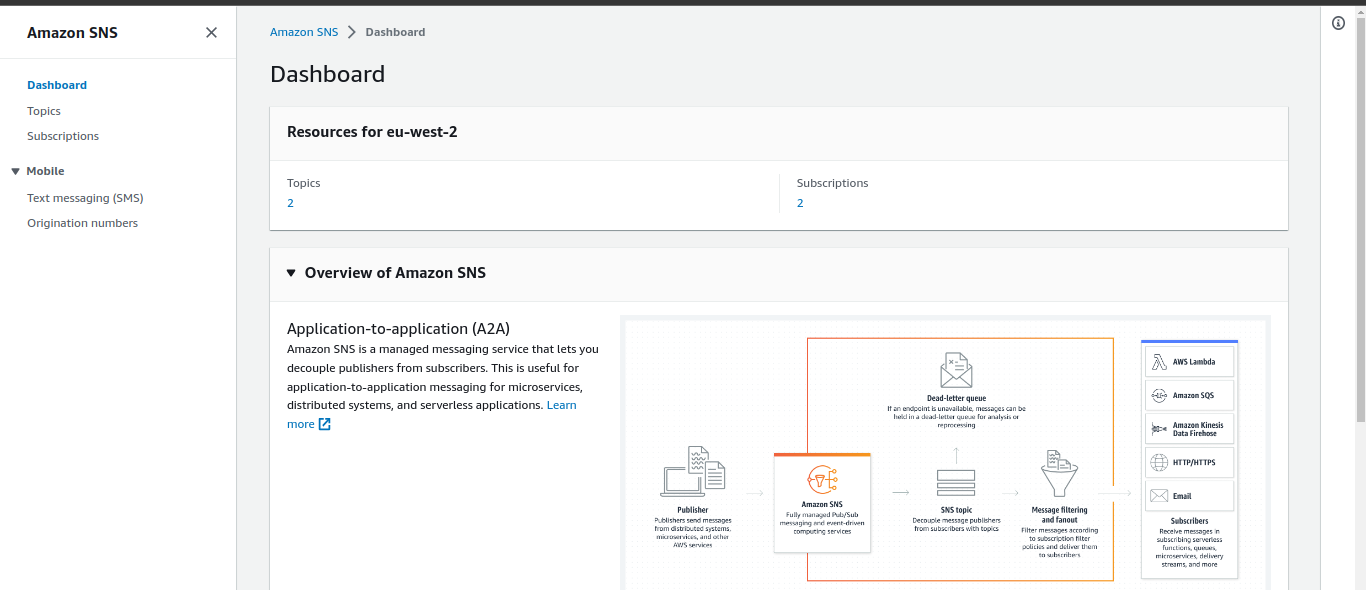 Amazon SNS
Dashboard
Topics
Subscriptions
Mobile
Text messaging (SMS)
Origination numbers
Amazon SNS > Dashboard
Dashboard
Resources for eu-west-2
Topics
2
Subscriptions
2
Overview of Amazon SNS
Application-to-application (A2A)
Amazon SNS is a managed messaging service that lets you
decouple publishers from subscribers. This is useful for
application-to-application messaging for microservices,
distributed systems, and serverless applications. Learn
more
Publisher
Publishers send messages
from distributed systems,
microservices, and other
AWS services
Amazon SNS
Fully managed Pub/Sub
messaging and event-driven
computing services
Dead-letter queue
If an endpoint is unavailable, messages can be
held in a dead-letter queue for analysis or
reprocessing
SNS topic
Decouple message publishers
from subscribers with topics
Message filtering
and fanout
Filter messages according
to subscription filter
policies and deliver them
to subscribers
AWS Lambda
Amazon SQS
Amazon Kinesis
Data Firehose
HTTP/HTTPS
Email
Subscribers
Receive messages in
subscribing serverless
functions, queues,
microservices, delivery
streams, and more